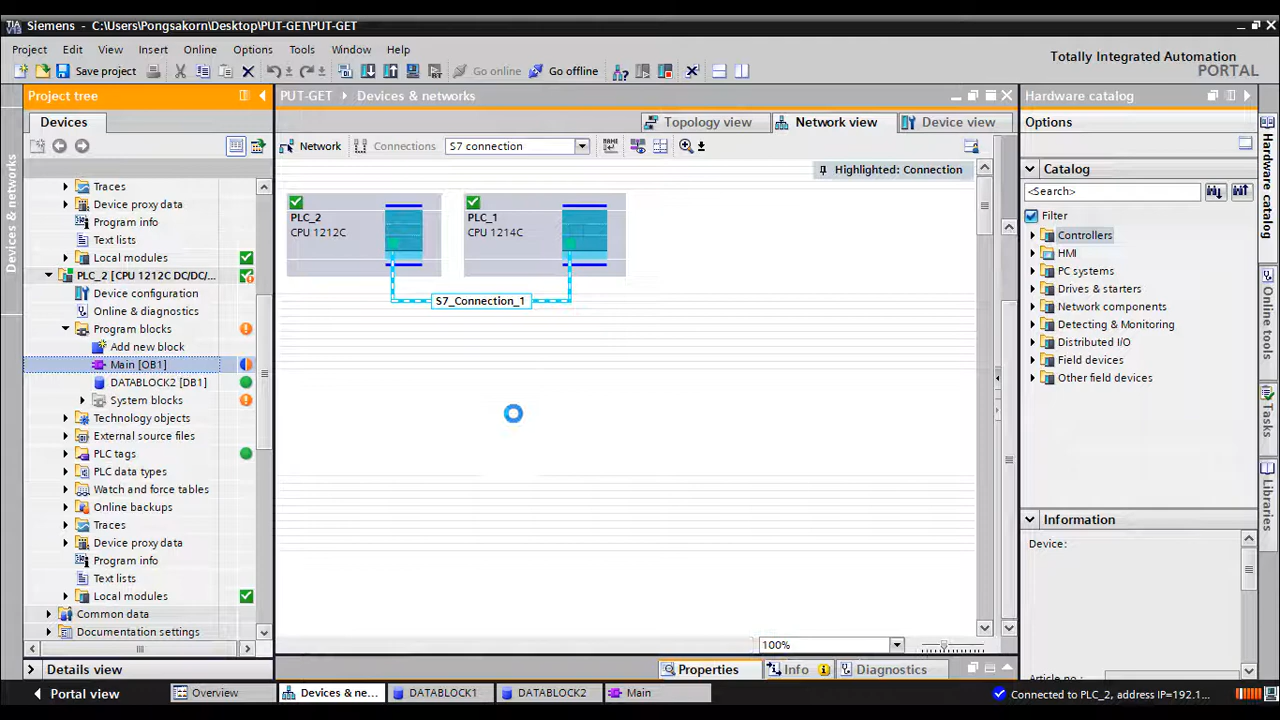 TIA V13 Siemens - C:\Users\Pongsakorn\Desktop\PUT-GET\PUT-GET
Project Edit View Insert Online Options Tools Window Help
Totally Integrated Automation
PORTAL
Save project Go online Go offline
Project tree
PUT-GET Devices & networks
Hardware catalog
Devices
Topology view Network view Device view
Options
Network Connections S7 connection
Highlighted: Connection
Catalog
<Search>
Filter
Controllers
HMI
PC systems
Drives & starters
Network components
Detecting & Monitoring
Distributed I/O
Field devices
Other field devices
Information
Device:
Article no.:
Traces
Device proxy data
Program info
Text lists
Local modules
PLC_2 [CPU 1212C DC/DC/...
Device configuration
Online & diagnostics
Program blocks
Add new block
Main [OB1]
DATABLOCK2 [DB1]
System blocks
Technology objects
External source files
PLC tags
PLC data types
Watch and force tables
Online backups
Traces
Device proxy data
Program info
Text lists
Local modules
Common data
Documentation settings
Details view
PLC_2
CPU 1212C
PLC_1
CPU 1214C
S7_Connection_1
100%
Properties Info Diagnostics
Devices & networks
Hardware catalog
Online tools
Tasks
Libraries
Portal view Overview Devices & ne... DATABLOCK1 DATABLOCK2 Main Connected to PLC_2, address IP=192.1...